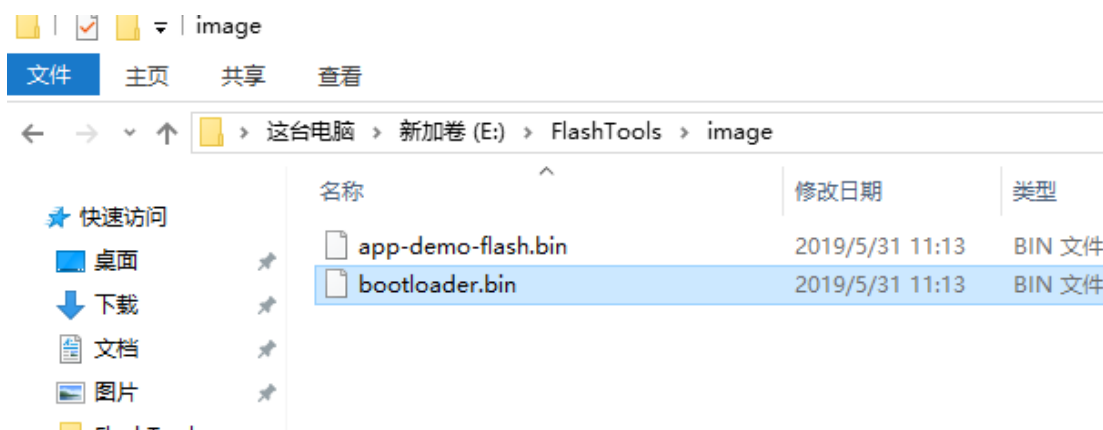 image
文件 主页 共享 查看
这台电脑 › 新加卷 (E:) › FlashTools › image
名称 修改日期 类型
快速访问
app-demo-flash.bin 2019/5/31 11:13 BIN 文件
桌面
bootloader.bin 2019/5/31 11:13 BIN 文件
下载
文档
图片